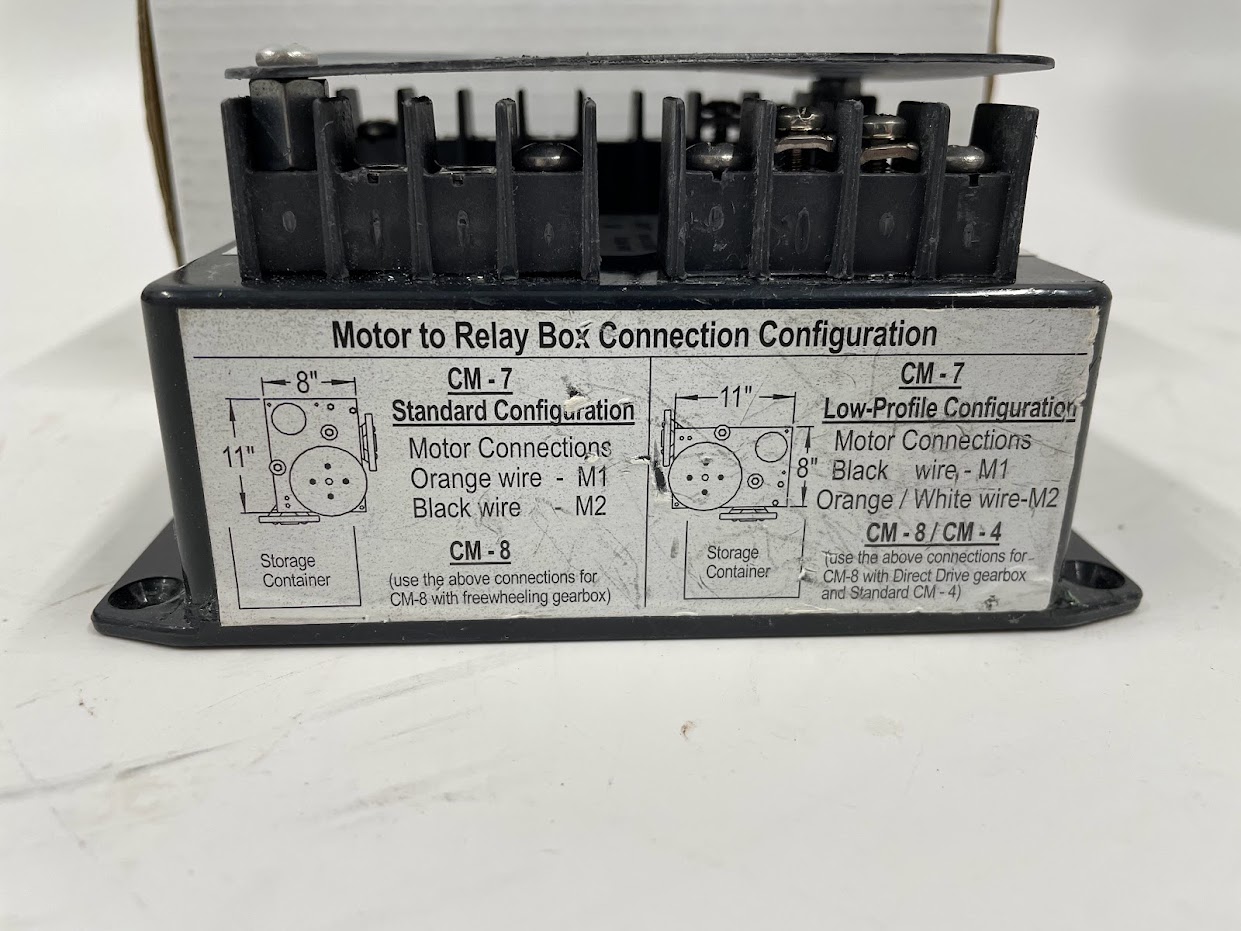 Motor to Relay Box Connection Configuration
8"
11"
CM - 7
Standard Configuration
Motor Connections
Orange wire - M1
Black wire - M2
CM - 8
(use the above connections for
CM-8 with freewheeling gearbox)
Storage
Container
11"
8"
CM - 7
Low-Profile Configuration
Motor Connections
Black wire, - M1
Orange / White wire-M2
CM - 8 / CM - 4
(use the above connections for
CM-8 with Direct Drive gearbox
and Standard CM - 4)
Storage
Container